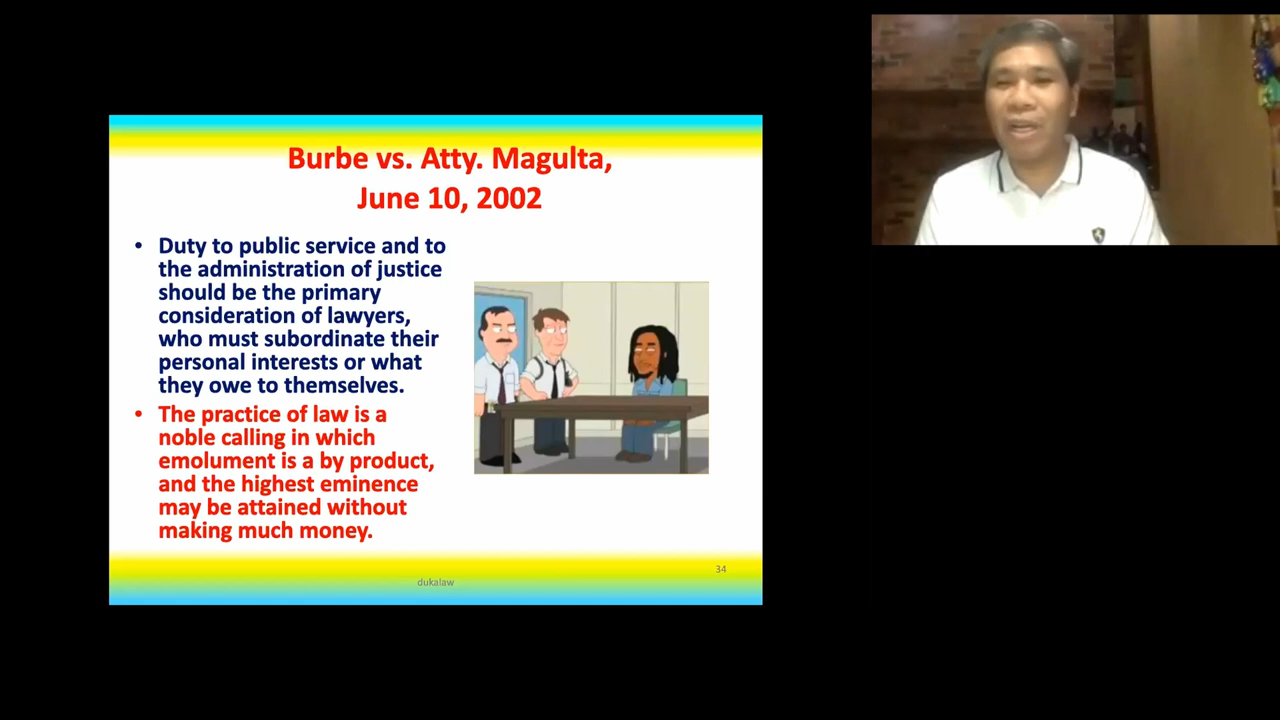 Burbe vs. Atty. Magulta,
June 10, 2002
• Duty to public service and to
the administration of justice
should be the primary
consideration of lawyers,
who must subordinate their
personal interests or what
they owe to themselves.
• The practice of law is a
noble calling in which
emolument is a by product,
and the highest eminence
may be attained without
making much money.
34
dukalaw